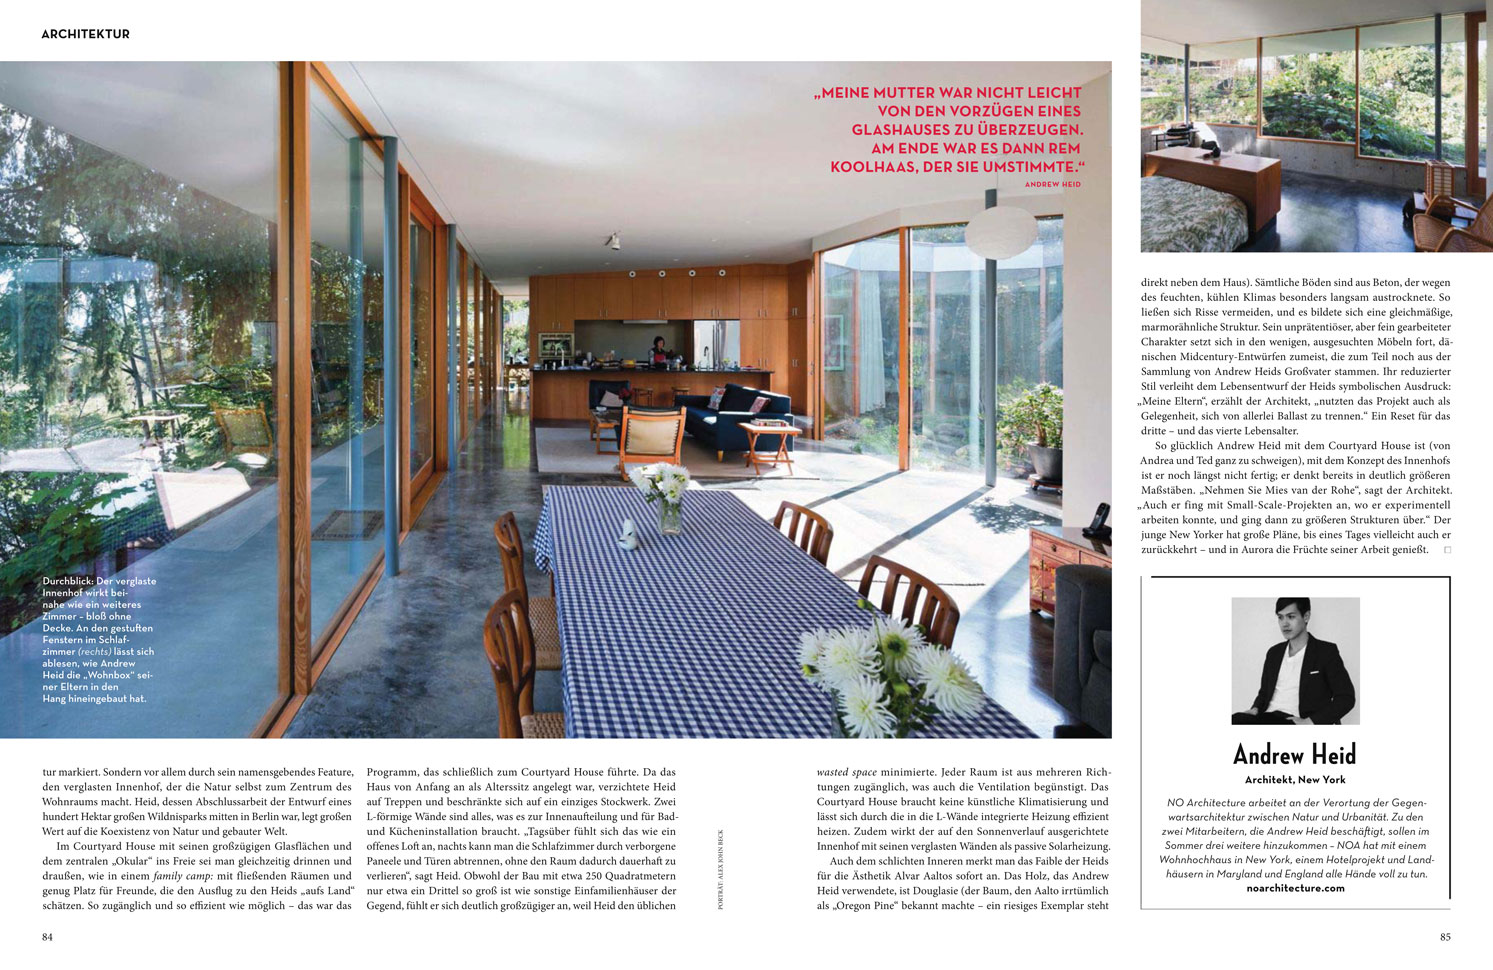 ARCHITEKTUR
„MEINE MUTTER WAR NICHT LEICHT
VON DEN VORZÜGEN EINES
GLASHAUSES ZU ÜBERZEUGEN.
AM ENDE WAR ES DANN REM
KOOLHAAS, DER SIE UMSTIMMTE.“
ANDREW HEID
Durchblick: Der verglaste
Innenhof wirkt bei-
nahe wie ein weiteres
Zimmer – bloß ohne
Decke. An den gestuften
Fenstern im Schlaf-
zimmer (rechts) lässt sich
ablesen, wie Andrew
Heid die „Wohnbox“ sei-
ner Eltern in den
Hang hineingebaut hat.
tur markiert. Sondern vor allem durch sein namensgebendes Feature,
den verglasten Innenhof, der die Natur selbst zum Zentrum des
Wohnraums macht. Heid, dessen Abschlussarbeit der Entwurf eines
hundert Hektar großen Wildnisparks mitten in Berlin war, legt großen
Wert auf die Koexistenz von Natur und gebauter Welt.
Im Courtyard House mit seinen großzügigen Glasflächen und
dem zentralen „Okular“ ins Freie sei man gleichzeitig drinnen und
draußen, wie in einem family camp: mit fließenden Räumen und
genug Platz für Freunde, die den Ausflug zu den Heids „aufs Land“
schätzen. So zugänglich und so effizient wie möglich – das war das
Programm, das schließlich zum Courtyard House führte. Da das
Haus von Anfang an als Alterssitz angelegt war, verzichtete Heid
auf Treppen und beschränkte sich auf ein einziges Stockwerk. Zwei
L-förmige Wände sind alles, was es zur Innenaufteilung und für Bad-
und Kücheninstallation braucht. „Tagsüber fühlt sich das wie ein
offenes Loft an, nachts kann man die Schlafzimmer durch verborgene
Paneele und Türen abtrennen, ohne den Raum dadurch dauerhaft zu
verlieren“, sagt Heid. Obwohl der Bau mit etwa 250 Quadratmetern
nur etwa ein Drittel so groß ist wie sonstige Einfamilienhäuser der
Gegend, fühlt er sich deutlich großzügiger an, weil Heid den üblichen
PORTRÄT: ALEX JOHN BECK
wasted space minimierte. Jeder Raum ist aus mehreren Rich-
tungen zugänglich, was auch die Ventilation begünstigt. Das
Courtyard House braucht keine künstliche Klimatisierung und
lässt sich durch die in die L-Wände integrierte Heizung effizient
heizen. Zudem wirkt der auf den Sonnenverlauf ausgerichtete
Innenhof mit seinen verglasten Wänden als passive Solarheizung.
Auch dem schlichten Inneren merkt man das Faible der Heids
für die Ästhetik Alvar Aaltos sofort an. Das Holz, das Andrew
Heid verwendete, ist Douglasie (der Baum, den Aalto irrtümlich
als „Oregon Pine“ bekannt machte – ein riesiges Exemplar steht
direkt neben dem Haus). Sämtliche Böden sind aus Beton, der wegen
des feuchten, kühlen Klimas besonders langsam austrocknete. So
ließen sich Risse vermeiden, und es bildete sich eine gleichmäßige,
marmorähnliche Struktur. Sein unprätentiöser, aber fein gearbeiteter
Charakter setzt sich in den wenigen, ausgesuchten Möbeln fort, dä-
nischen Midcentury-Entwürfen zumeist, die zum Teil noch aus der
Sammlung von Andrew Heids Großvater stammen. Ihr reduzierter
Stil verleiht dem Lebensentwurf der Heids symbolischen Ausdruck:
„Meine Eltern“, erzählt der Architekt, „nutzten das Projekt auch als
Gelegenheit, sich von allerlei Ballast zu trennen.“ Ein Reset für das
dritte – und das vierte Lebensalter.
So glücklich Andrew Heid mit dem Courtyard House ist (von
Andrea und Ted ganz zu schweigen), mit dem Konzept des Innenhofs
ist er noch längst nicht fertig; er denkt bereits in deutlich größeren
Maßstäben. „Nehmen Sie Mies van der Rohe“, sagt der Architekt.
„Auch er fing mit Small-Scale-Projekten an, wo er experimentell
arbeiten konnte, und ging dann zu größeren Strukturen über.“ Der
junge New Yorker hat große Pläne, bis eines Tages vielleicht auch er
zurückkehrt – und in Aurora die Früchte seiner Arbeit genießt.
Andrew Heid
Architekt, New York
NO Architecture arbeitet an der Verortung der Gegen-
wartsarchitektur zwischen Natur und Urbanität. Zu den
zwei Mitarbeitern, die Andrew Heid beschäftigt, sollen im
Sommer drei weitere hinzukommen – NOA hat mit einem
Wohnhochhaus in New York, einem Hotelprojekt und Land-
häusern in Maryland und England alle Hände voll zu tun.
noarchitecture.com
84
85